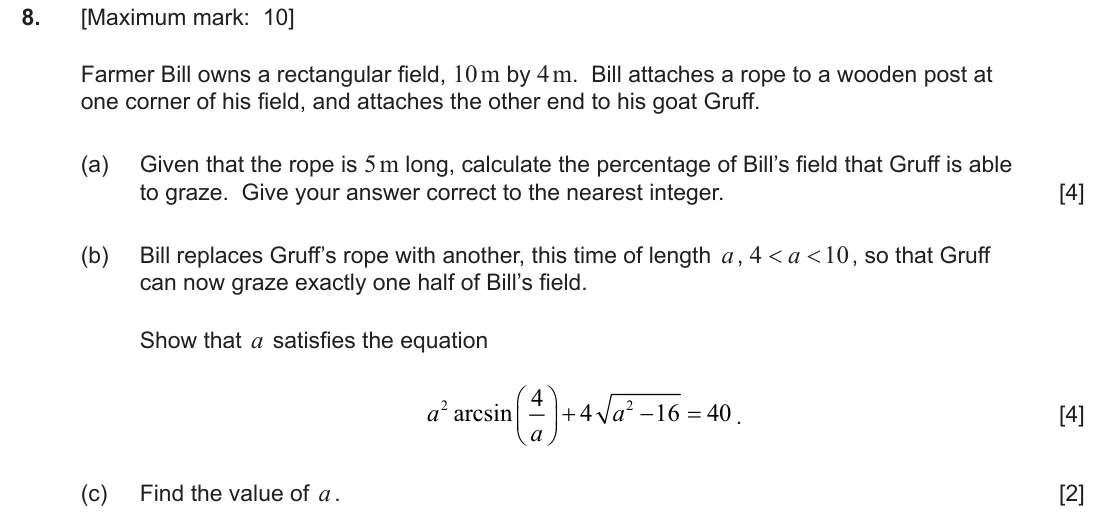 8. [Maximum mark: 10]
Farmer Bill owns a rectangular field, 10 m by 4 m. Bill attaches a rope to a wooden post at
one corner of his field, and attaches the other end to his goat Gruff.
(a) Given that the rope is 5 m long, calculate the percentage of Bill's field that Gruff is able
to graze. Give your answer correct to the nearest integer. [4]
(b) Bill replaces Gruff's rope with another, this time of length a, 4 < a < 10, so that Gruff
can now graze exactly one half of Bill's field.
Show that a satisfies the equation
a² arcsin(4/a) + 4√(a² − 16) = 40. [4]
(c) Find the value of a. [2]